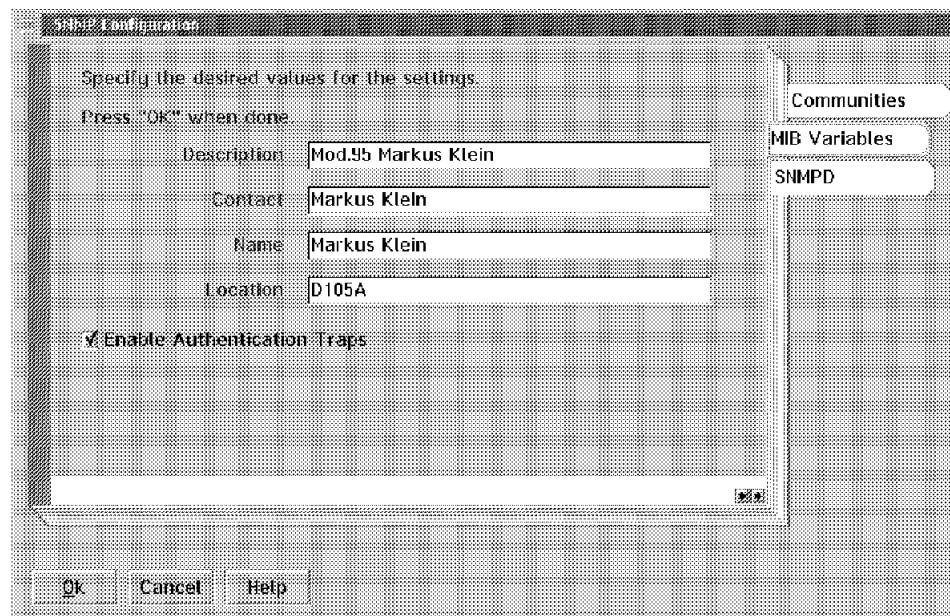 SNMP Configuration
Specify the desired values for the settings.
Press "OK" when done.
Communities
MIB Variables
SNMPD
Description Mod.95 Markus Klein
Contact Markus Klein
Name Markus Klein
Location D105A
Enable Authentication Traps
Ok Cancel Help